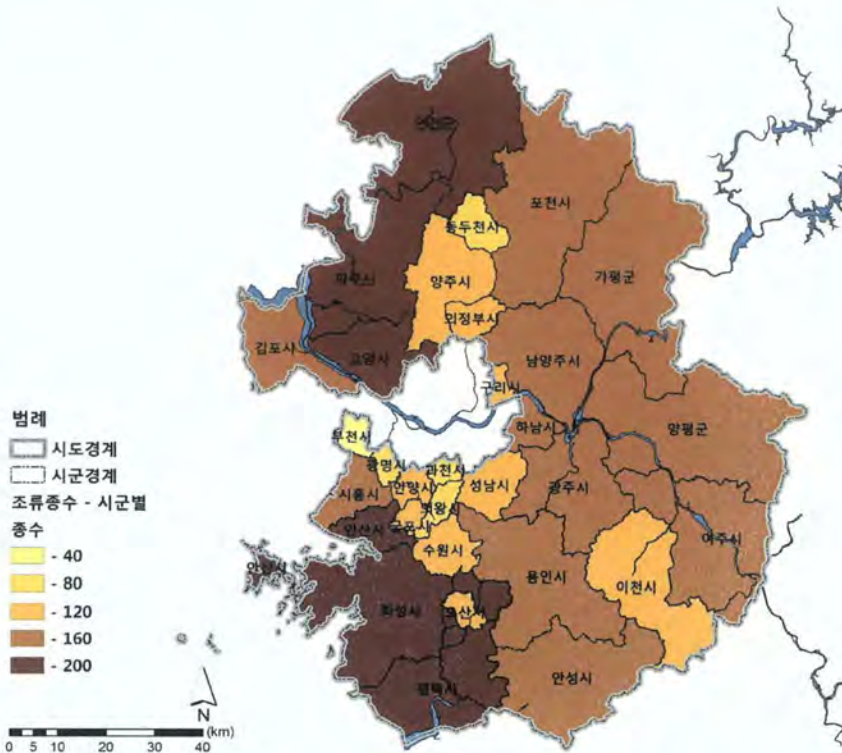 연천군
포천시
동두천시
가평군
파주시
양주시
의정부시
김포시
고양시
남양주시
구리시
양평군
하남시
부천시
광명시
과천시
성남시
광주시
시흥시
안양시
의왕시
안산시
군포시
여주시
수원시
안산시
용인시
이천시
화성시
오산시
안성시
평택시
범례
시도경계
시군경계
조류종수 - 시군별
종수
- 40
- 80
- 120
- 160
- 200
N
(km)
0 5 10 20 30 40